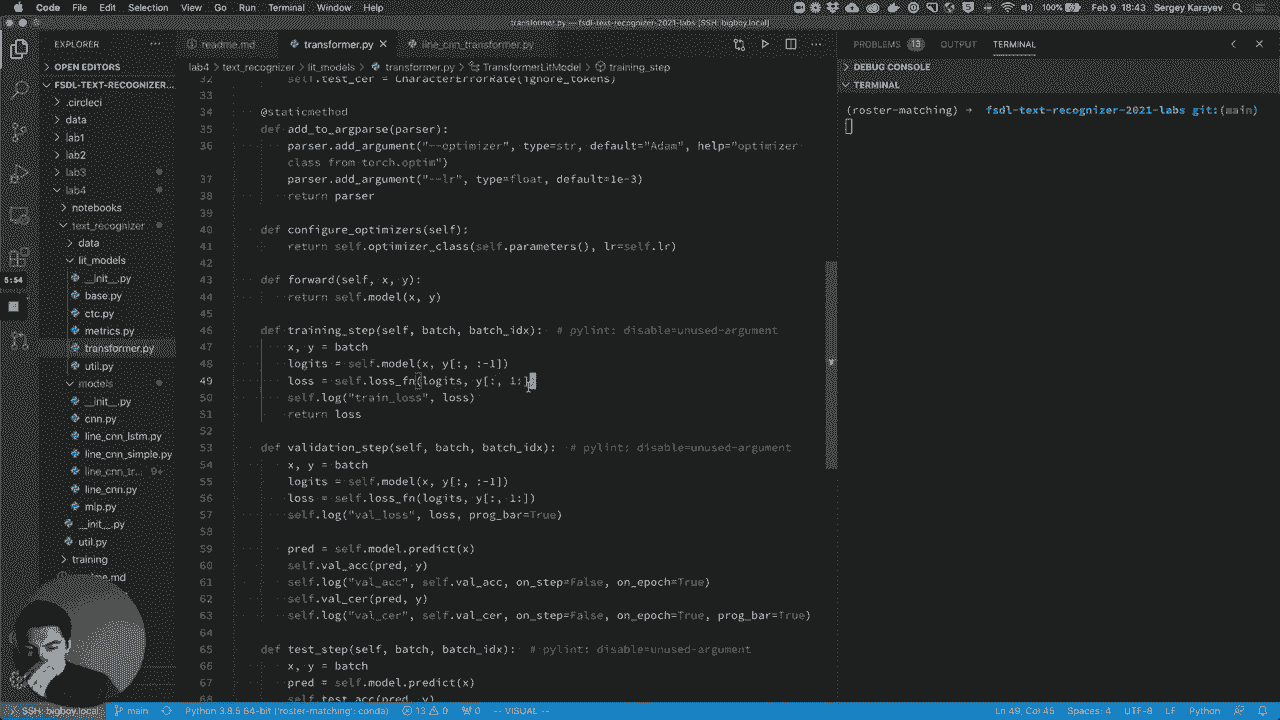 Code File Edit Selection View Go Run Terminal Window Help
100% Feb 9 18:43 Sergey Karayev
transformer.py — fsdl-text-recognizer-2021-labs [SSH: bigboy.local]
EXPLORER
readme.md
transformer.py
line_cnn_transformer.py
PROBLEMS 13 OUTPUT TERMINAL
OPEN EDITORS
lab4 > text_recognizer > lit_models > transformer.py > TransformerLitModel > training_step
DEBUG CONSOLE
TERMINAL
FSDL-TEXT-RECOGNIZER...
.circleci
data
lab1
lab2
lab3
lab4
notebooks
text_recognizer
data
lit_models
__init__.py
base.py
ctc.py
metrics.py
transformer.py
util.py
models
__init__.py
cnn.py
line_cnn_lstm.py
line_cnn_simple.py
line_cnn_tr... 9+
line_cnn.py
mlp.py
__init__.py
util.py
training
5:54
32 self.test_cer = CharacterErrorRate(ignore_tokens)
33
34 @staticmethod
35 def add_to_argparse(parser):
36 parser.add_argument("--optimizer", type=str, default="Adam", help="optimizer
class from torch.optim")
37 parser.add_argument("--lr", type=float, default=1e-3)
38 return parser
39
40 def configure_optimizers(self):
41 return self.optimizer_class(self.parameters(), lr=self.lr)
42
43 def forward(self, x, y):
44 return self.model(x, y)
45
46 def training_step(self, batch, batch_idx): # pylint: disable=unused-argument
47 x, y = batch
48 logits = self.model(x, y[:, :-1])
49 loss = self.loss_fn(logits, y[:, 1:])
50 self.log("train_loss", loss)
51 return loss
52
53 def validation_step(self, batch, batch_idx): # pylint: disable=unused-argument
54 x, y = batch
55 logits = self.model(x, y[:, :-1])
56 loss = self.loss_fn(logits, y[:, 1:])
57 self.log("val_loss", loss, prog_bar=True)
58
59 pred = self.model.predict(x)
60 self.val_acc(pred, y)
61 self.log("val_acc", self.val_acc, on_step=False, on_epoch=True)
62 self.val_cer(pred, y)
63 self.log("val_cer", self.val_cer, on_step=False, on_epoch=True, prog_bar=True)
64
65 def test_step(self, batch, batch_idx): # pylint: disable=unused-argument
66 x, y = batch
67 pred = self.model.predict(x)
68 self.test_acc(pred, y)
(roster-matching) → fsdl-text-recognizer-2021-labs git:(main)
SSH: bigboy.local main Python 3.8.5 64-bit ('roster-matching': conda) 13 0 0 -- VISUAL -- Ln 49, Col 46 Spaces: 4 UTF-8 LF Python